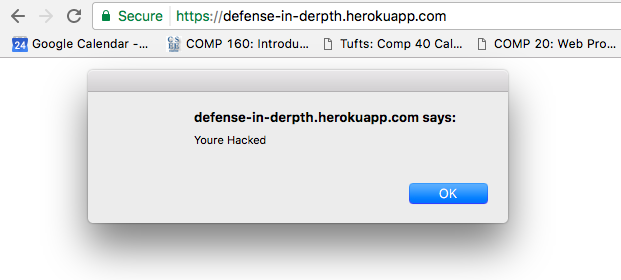 Secure https://defense-in-derpth.herokuapp.com
24 Google Calendar -... COMP 160: Introdu... Tufts: Comp 40 Cal... COMP 20: Web Pro...
defense-in-derpth.herokuapp.com says:
Youre Hacked
OK